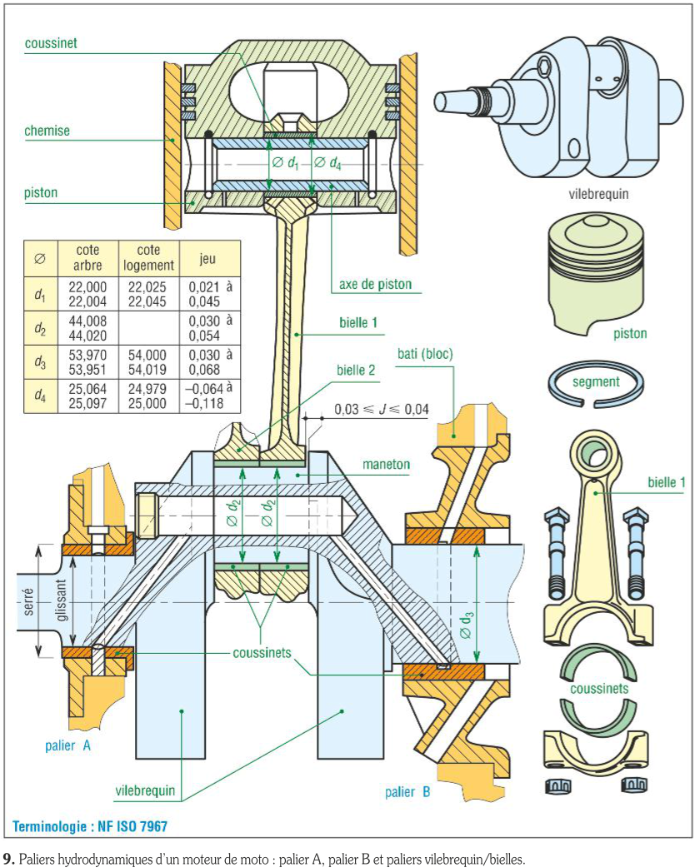 coussinet
chemise
piston
Ø d1
Ø d4
vilebrequin
axe de piston
piston
Ø
cote arbre
cote logement
jeu
d1
22,000 22,025 0,021 à
22,004 22,045 0,045
d2
44,008 0,030 à
44,020 0,054
d3
53,970 54,000 0,030 à
53,951 54,019 0,068
d4
25,064 24,979 –0,064 à
25,097 25,000 –0,118
bielle 1
bielle 2
bati (bloc)
segment
0,03 ≤ J ≤ 0,04
maneton
bielle 1
Ø d2
Ø d2
serré
glissant
Ø d3
coussinets
coussinets
palier A
palier B
vilebrequin
Terminologie : NF ISO 7967
9. Paliers hydrodynamiques d'un moteur de moto : palier A, palier B et paliers vilebrequin/bielles.